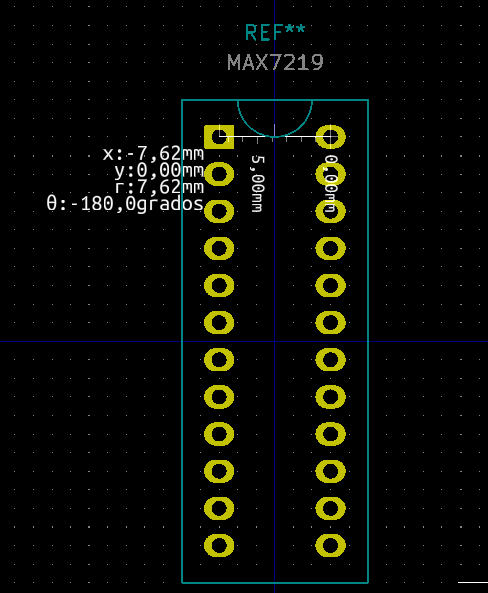 REF**
MAX7219
x:-7,62mm
y:0,00mm
r:7,62mm
θ:-180,0grados
5,00mm
0,00mm